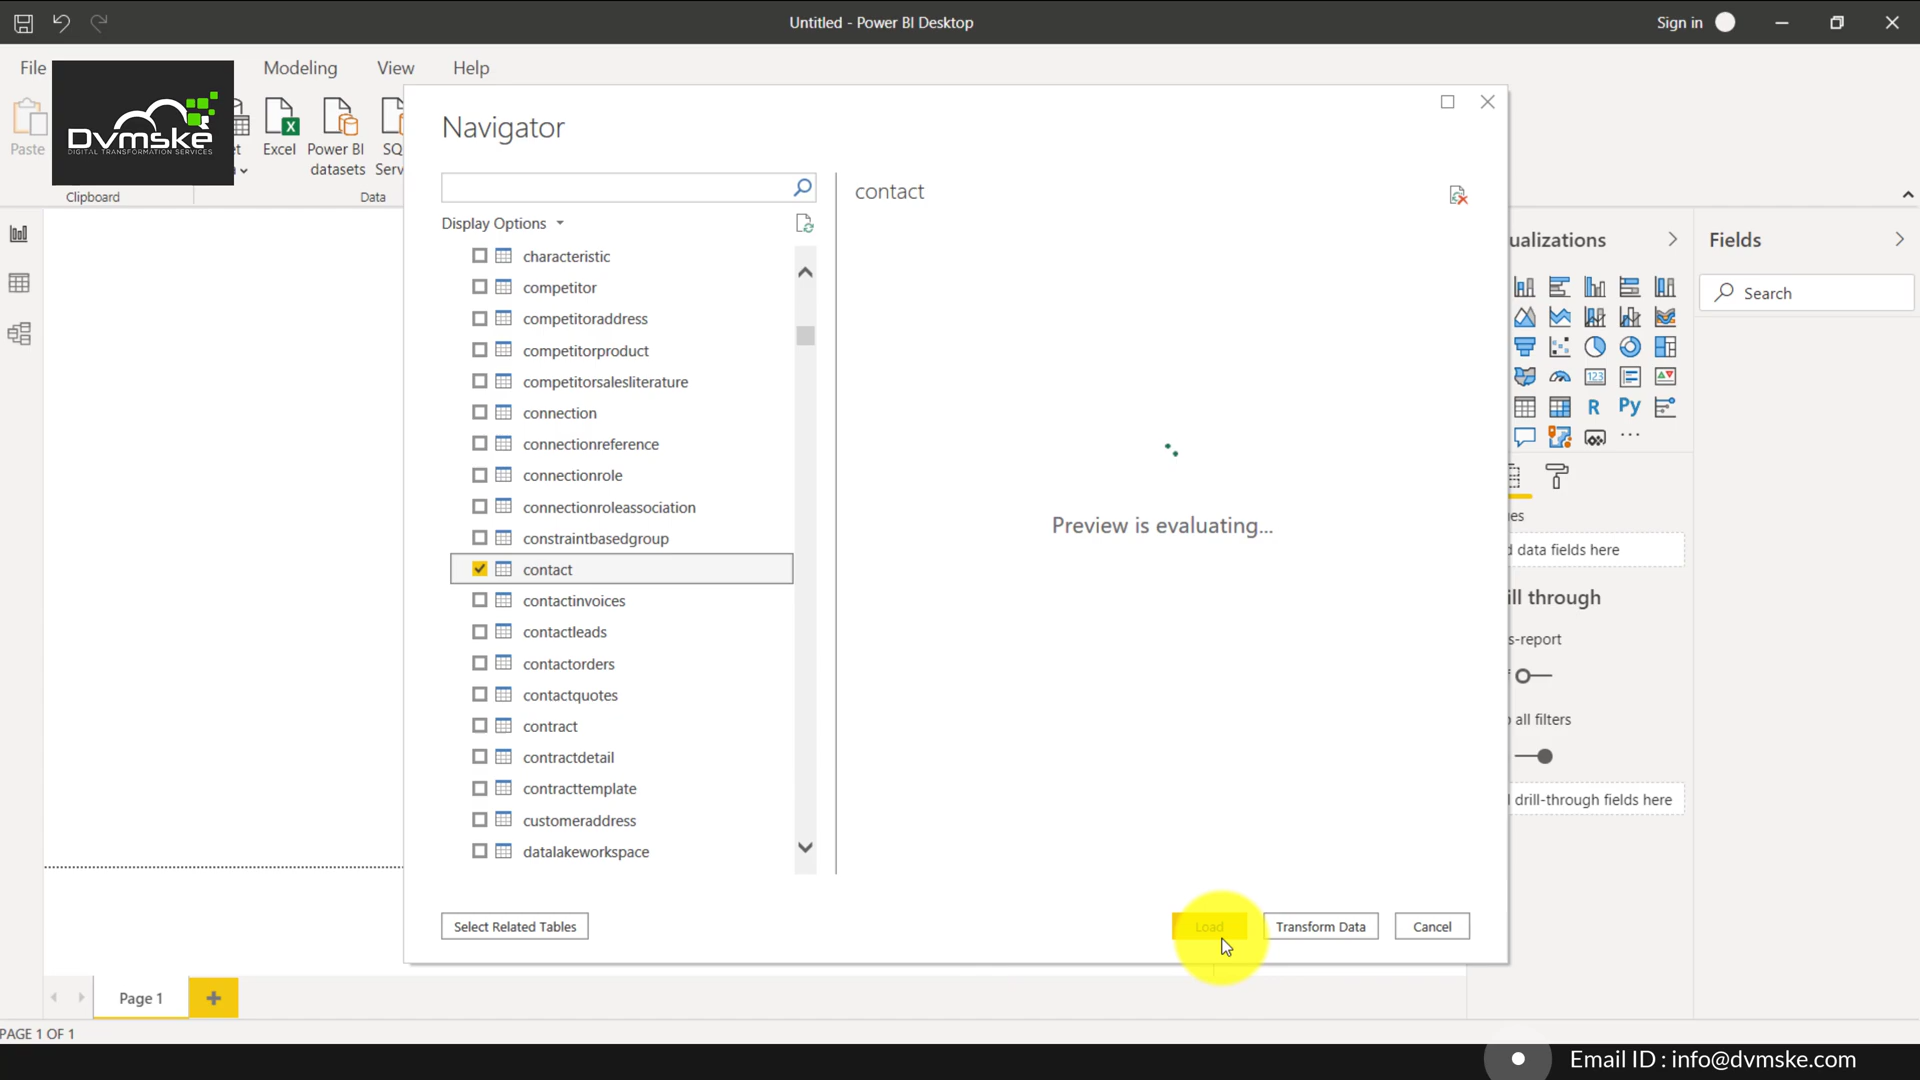 Untitled - Power BI Desktop
Sign in
File
Modeling
View
Help
Dvmske
DIGITAL TRANSFORMATION SERVICES
Paste
Excel
Power BI
datasets
SQ
Serv
Clipboard
Data
Navigator
Display Options
characteristic
competitor
competitoraddress
competitorproduct
competitorsalesliterature
connection
connectionreference
connectionrole
connectionroleassociation
constraintbasedgroup
contact
contactinvoices
contactleads
contactorders
contactquotes
contract
contractdetail
contracttemplate
customeraddress
datalakeworkspace
contact
Preview is evaluating...
Select Related Tables
Load
Transform Data
Cancel
ualizations
123
R
Py
es
d data fields here
ill through
s-report
all filters
drill-through fields here
Fields
Search
Page 1
PAGE 1 OF 1
Email ID : info@dvmske.com